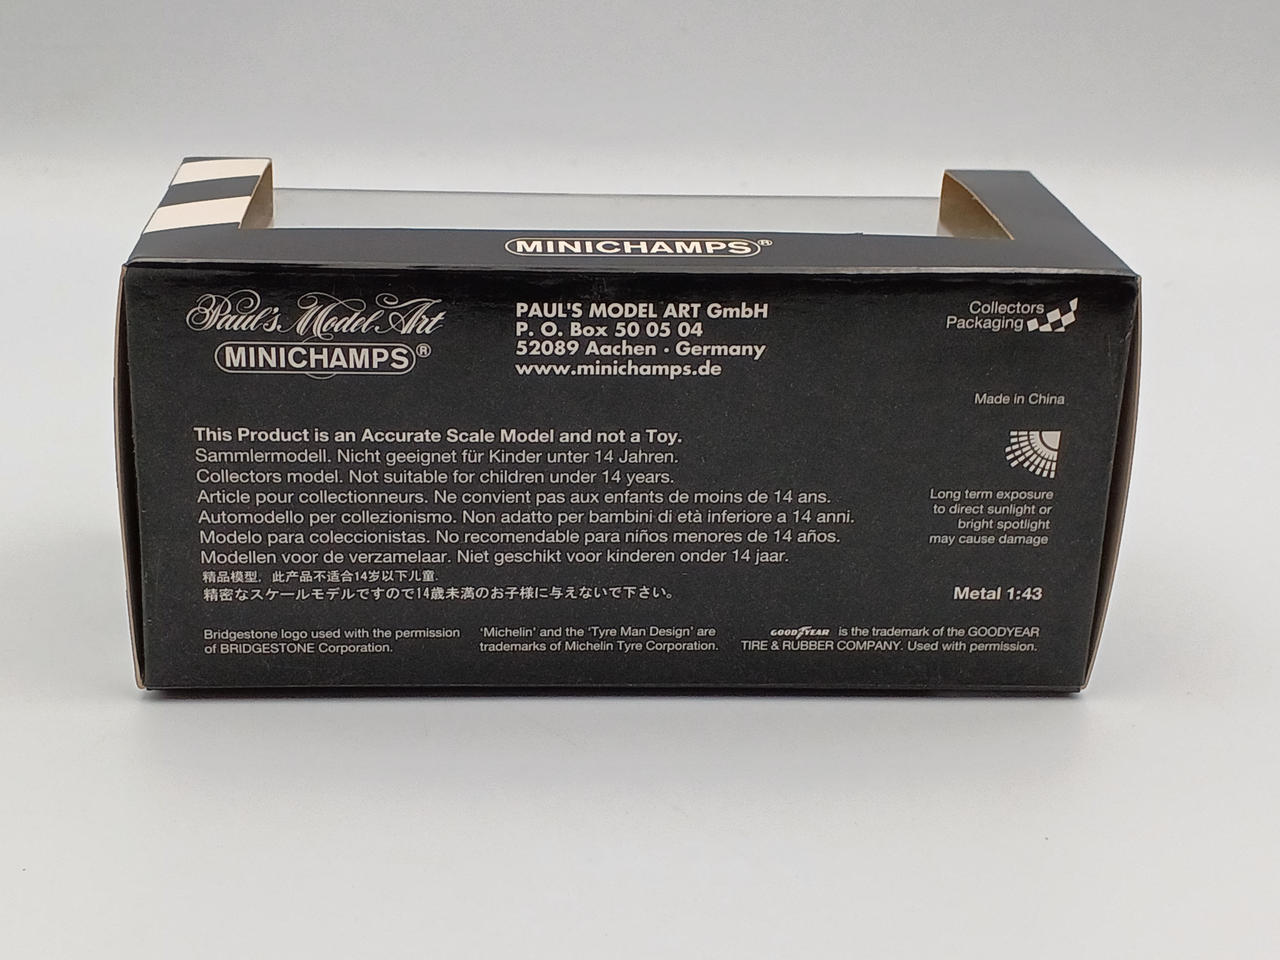 MINICHAMPS®
Paul's Model Art
MINICHAMPS®
PAUL'S MODEL ART GmbH
P. O. Box 50 05 04
52089 Aachen · Germany
www.minichamps.de
Collectors
Packaging
Made in China
This Product is an Accurate Scale Model and not a Toy.
Sammlermodell. Nicht geeignet für Kinder unter 14 Jahren.
Collectors model. Not suitable for children under 14 years.
Article pour collectionneurs. Ne convient pas aux enfants de moins de 14 ans.
Automodello per collezionismo. Non adatto per bambini di età inferiore a 14 anni.
Modelo para coleccionistas. No recomendable para niños menores de 14 años.
Modellen voor de verzamelaar. Niet geschikt voor kinderen onder 14 jaar.
精品模型, 此产品不适合14岁以下儿童.
精密なスケールモデルですので14歳未満のお子様に与えないで下さい。
Long term exposure
to direct sunlight or
bright spotlight
may cause damage
Metal 1:43
Bridgestone logo used with the permission
of BRIDGESTONE Corporation.
'Michelin' and the 'Tyre Man Design' are
trademarks of Michelin Tyre Corporation.
GOODYEAR is the trademark of the GOODYEAR
TIRE & RUBBER COMPANY. Used with permission.